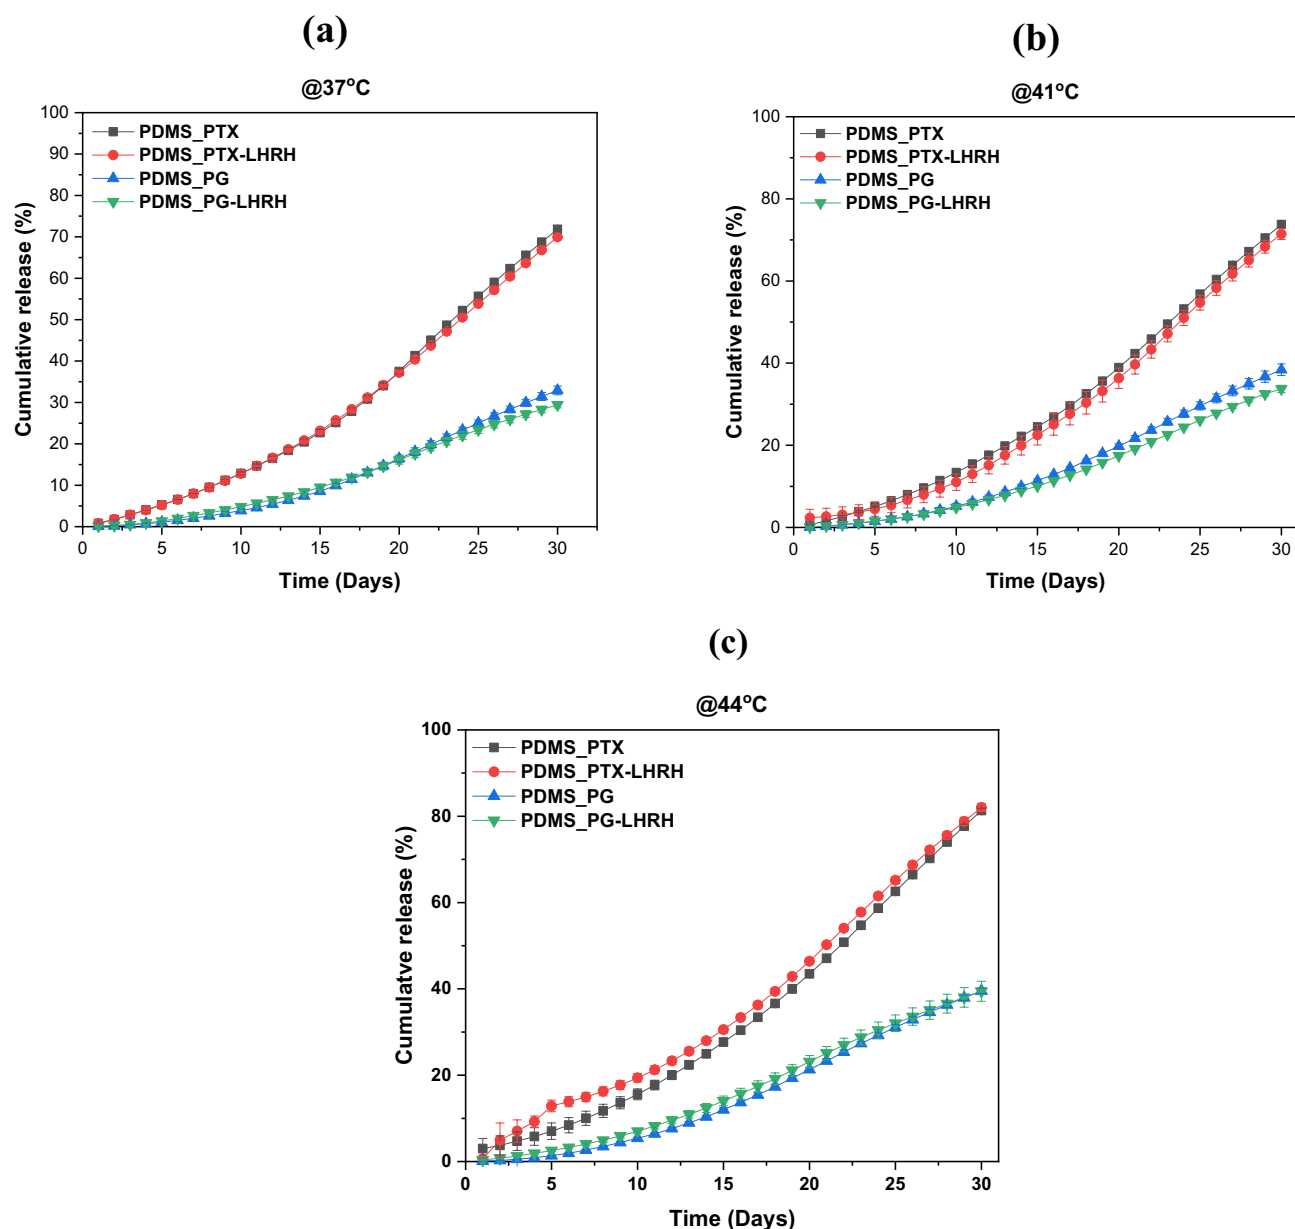 (a)
@37°C
100
90
80
70
60
50
40
30
20
10
0
Cumulative release (%)
PDMS_PTX
PDMS_PTX-LHRH
PDMS_PG
PDMS_PG-LHRH
0 5 10 15 20 25 30
Time (Days)
(b)
@41°C
100
80
60
40
20
0
Cumulative release (%)
PDMS_PTX
PDMS_PTX-LHRH
PDMS_PG
PDMS_PG-LHRH
0 5 10 15 20 25 30
Time (Days)
(c)
@44°C
100
80
60
40
20
0
Cumulatve release (%)
PDMS_PTX
PDMS_PTX-LHRH
PDMS_PG
PDMS_PG-LHRH
0 5 10 15 20 25 30
Time (Days)